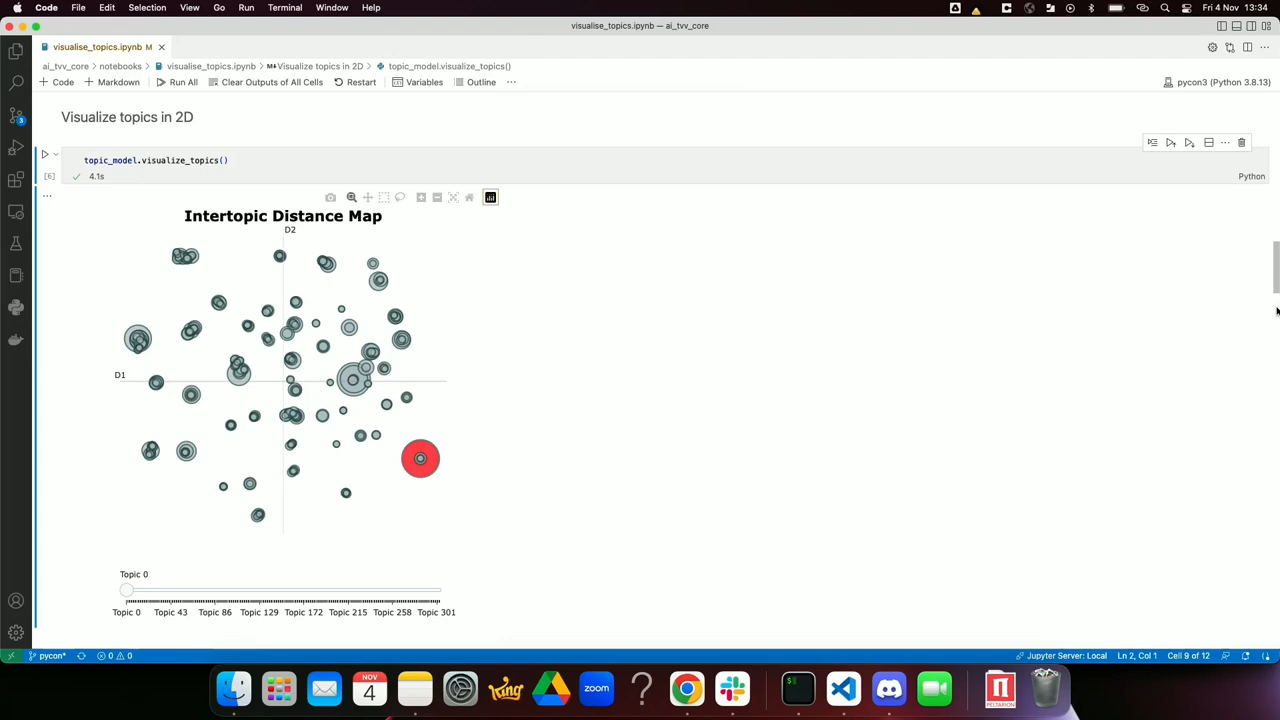 Code File Edit Selection View Go Run Terminal Window Help Fri 4 Nov 13:34
visualise_topics.ipynb — ai_tvv_core
visualise_topics.ipynb M
ai_tvv_core > notebooks > visualise_topics.ipynb > M↓Visualize topics in 2D > topic_model.visualize_topics()
+ Code + Markdown Run All Clear Outputs of All Cells Restart Variables Outline ... pycon3 (Python 3.8.13)
Visualize topics in 2D
topic_model.visualize_topics()
[6] 4.1s Python
Intertopic Distance Map
D2
D1
Topic 0
Topic 0 Topic 43 Topic 86 Topic 129 Topic 172 Topic 215 Topic 258 Topic 301
3
pycon* 0 0 Jupyter Server: Local Ln 2, Col 1 Cell 9 of 12
NOV
4
King
zoom
?
$
PELTARION